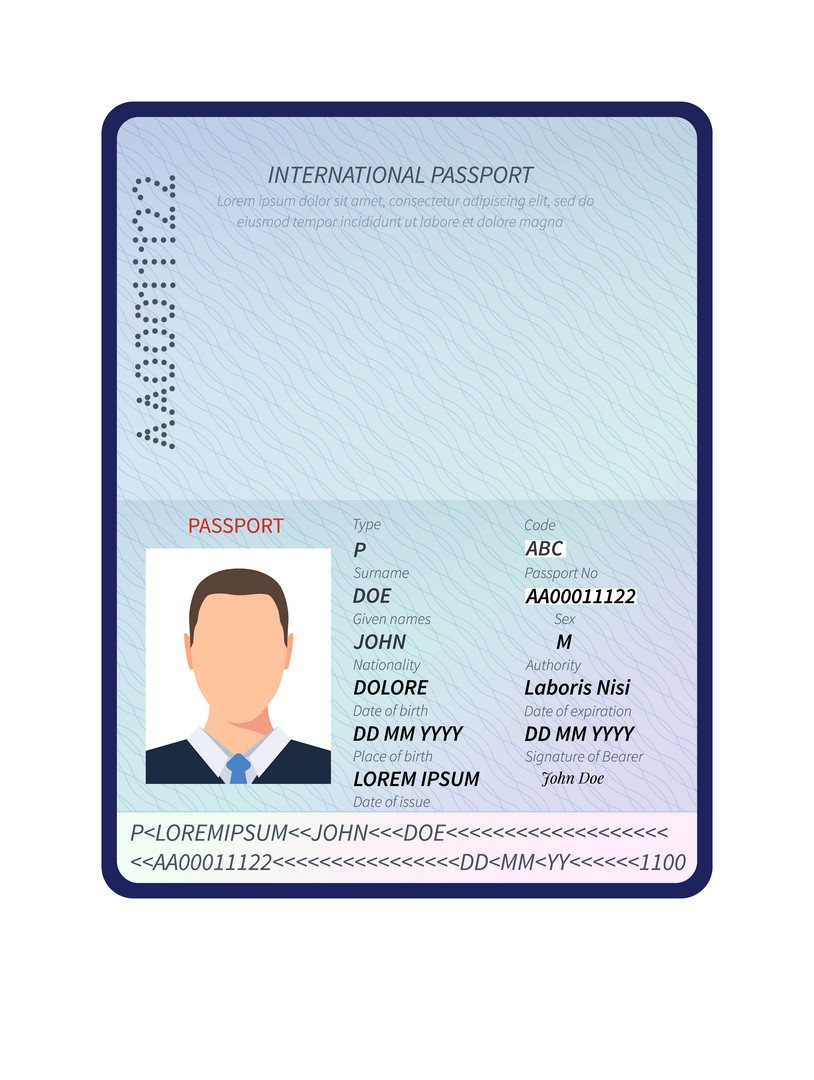 INTERNATIONAL PASSPORT
Lorem ipsum dolor sit amet, consectetur adipiscing elit, sed do
eiusmod tempor incididunt ut labore et dolore magna
AA00011122
PASSPORT
Type
P
Surname
DOE
Given names
JOHN
Nationality
DOLORE
Date of birth
DD MM YYYY
Place of birth
LOREM IPSUM
Date of issue
Code
ABC
Passport No
AA00011122
Sex
M
Authority
Laboris Nisi
Date of expiration
DD MM YYYY
Signature of Bearer
John Doe
P<LOREMIPSUM<<JOHN<<<DOE<<<<<<<<<<<<<<<<<<<
<<AA00011122<<<<<<<<<<<<<<<<DD<MM<YY<<<<<<1100